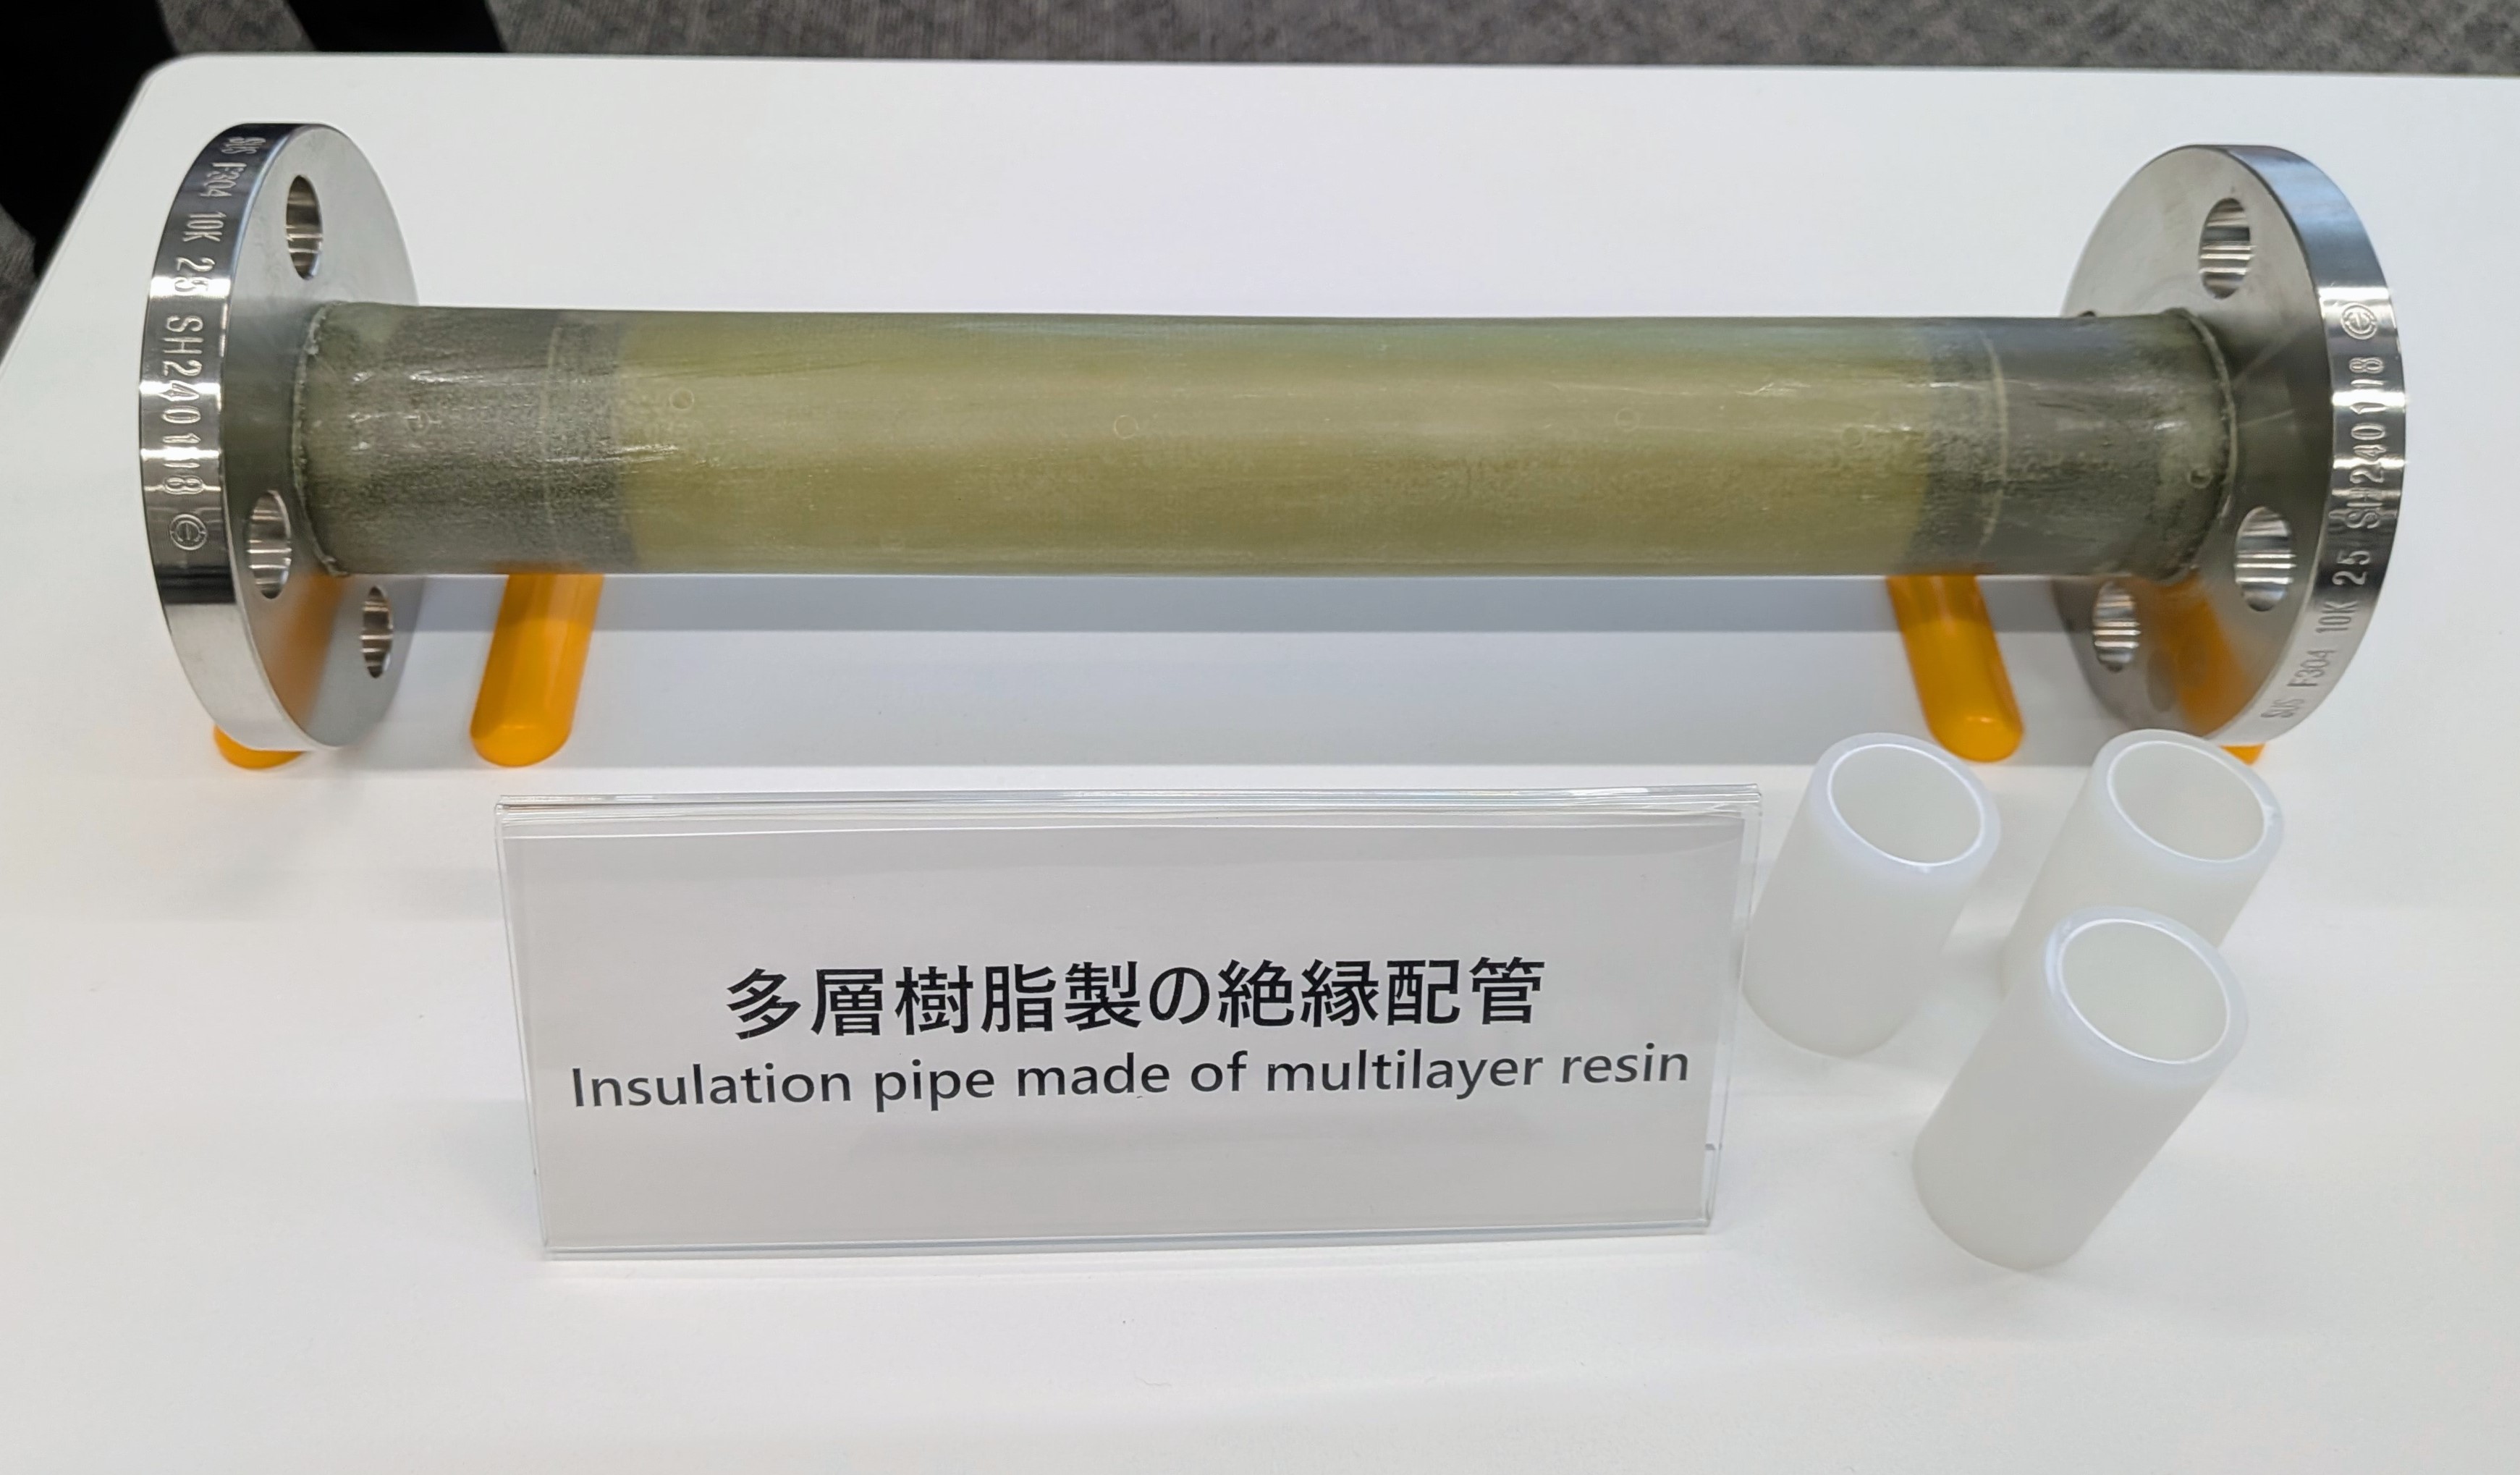 SUS F304 10K 25 SH240118
SUS F304 10K 25 SH240118
多層樹脂製の絶縁配管
Insulation pipe made of multilayer resin